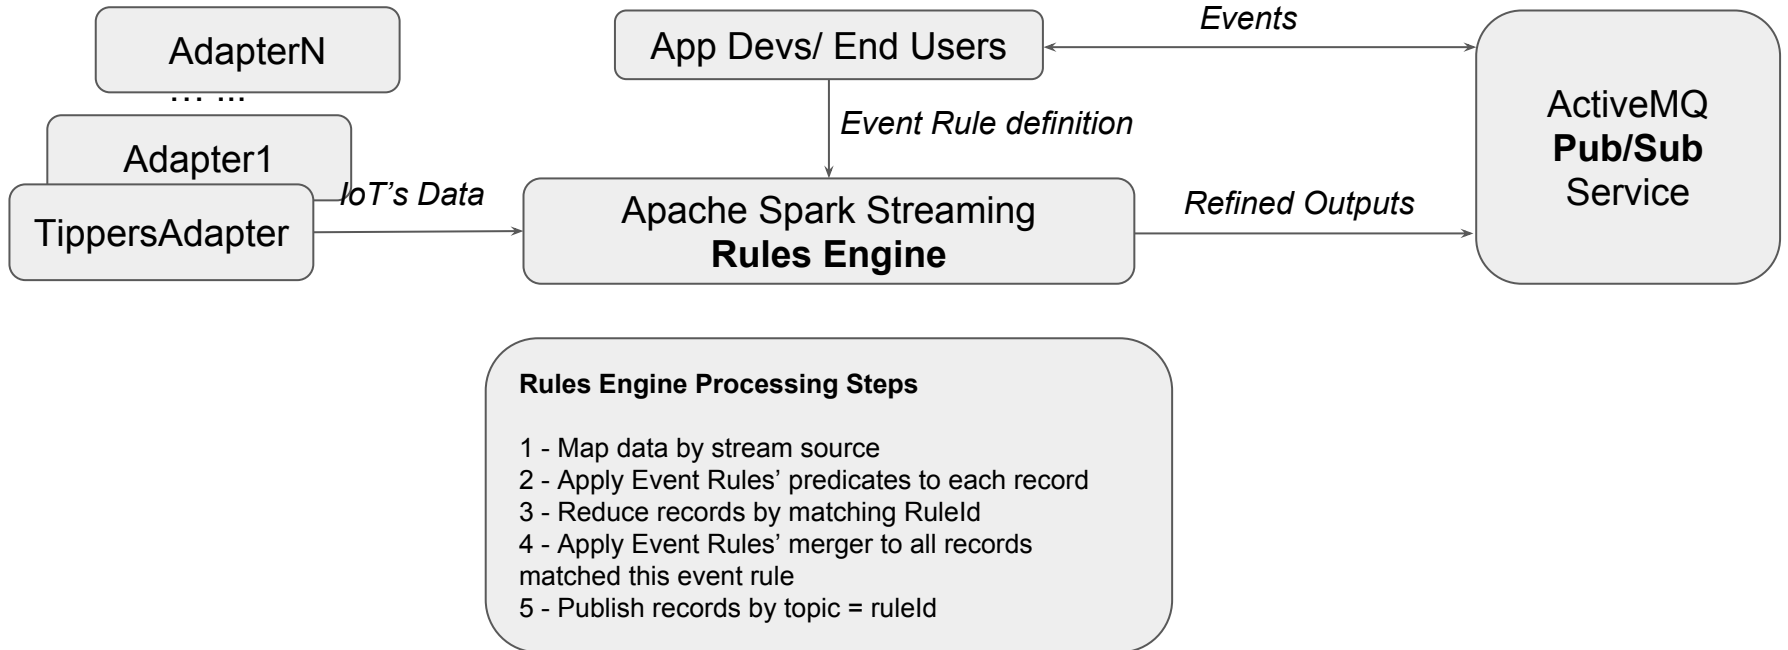 AdapterN
... ...
Adapter1
TippersAdapter
IoT's Data
App Devs/ End Users
Events
Event Rule definition
Apache Spark Streaming
Rules Engine
Refined Outputs
ActiveMQ
Pub/Sub
Service
Rules Engine Processing Steps
1 - Map data by stream source
2 - Apply Event Rules’ predicates to each record
3 - Reduce records by matching RuleId
4 - Apply Event Rules’ merger to all records
matched this event rule
5 - Publish records by topic = ruleId